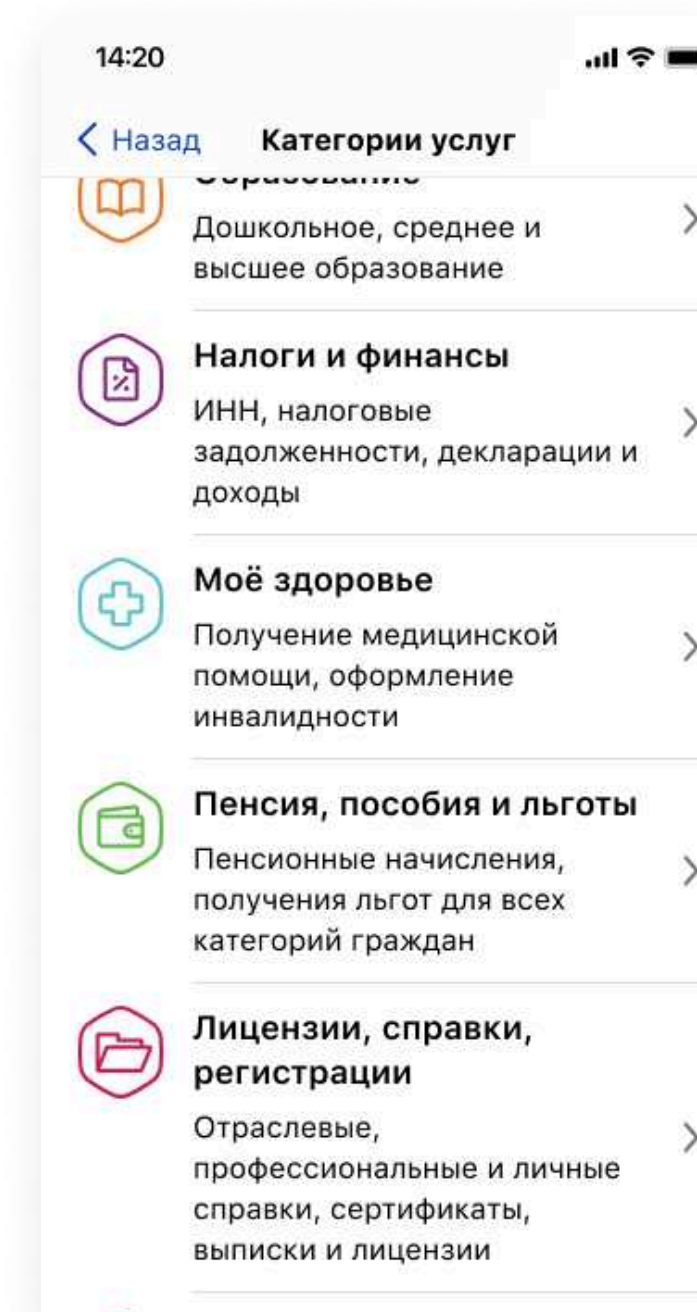 14:20
Назад
Категории услуг
Образование
Дошкольное, среднее и
высшее образование
Налоги и финансы
ИНН, налоговые
задолженности, декларации и
доходы
Моё здоровье
Получение медицинской
помощи, оформление
инвалидности
Пенсия, пособия и льготы
Пенсионные начисления,
получения льгот для всех
категорий граждан
Лицензии, справки,
регистрации
Отраслевые,
профессиональные и личные
справки, сертификаты,
выписки и лицензии